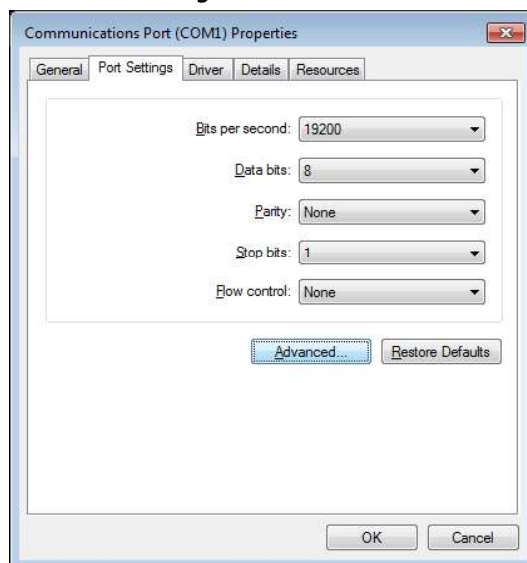 Communications Port (COM1) Properties
General Port Settings Driver Details Resources
Bits per second: 19200
Data bits: 8
Parity: None
Stop bits: 1
Flow control: None
Advanced... Restore Defaults
OK Cancel